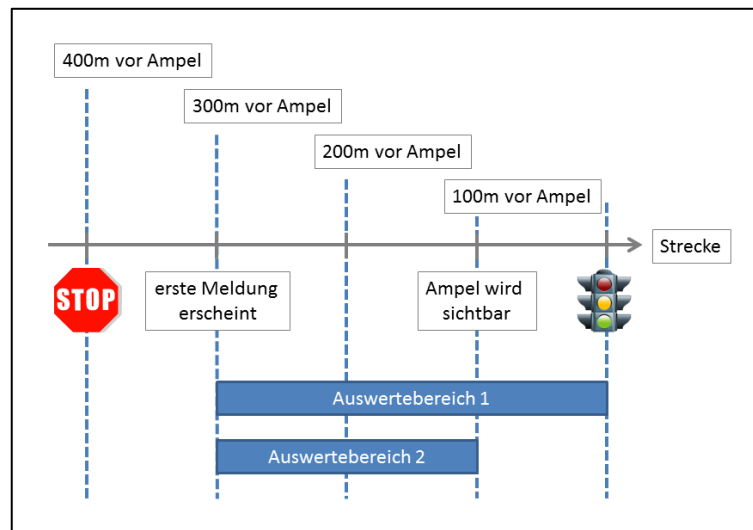 400m vor Ampel
300m vor Ampel
200m vor Ampel
100m vor Ampel
Strecke
STOP
erste Meldung
erscheint
Ampel wird
sichtbar
Auswertebereich 1
Auswertebereich 2